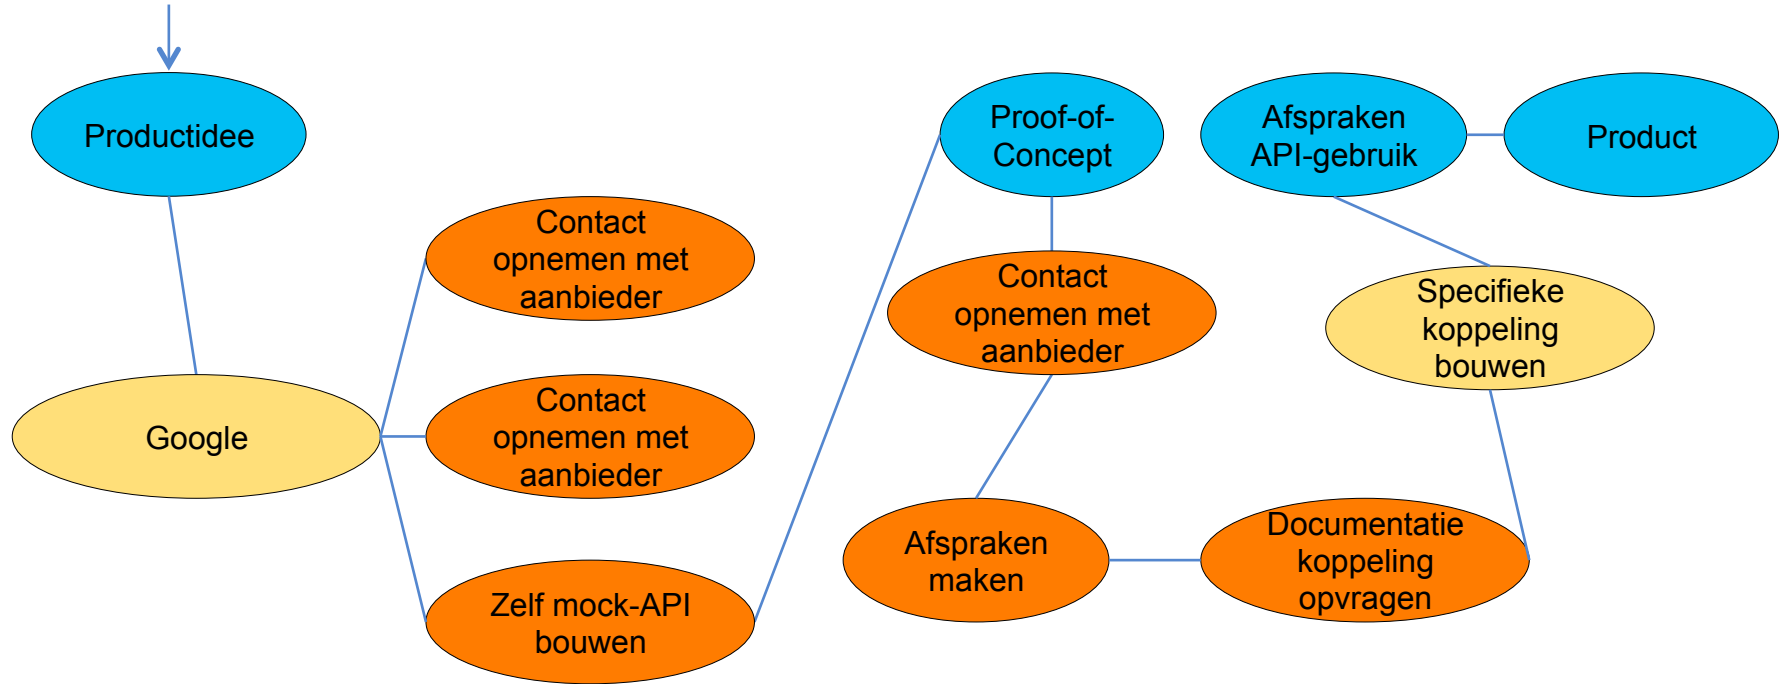 Productidee
Google
Contact
opnemen met
aanbieder
Contact
opnemen met
aanbieder
Zelf mock-API
bouwen
Proof-of-
Concept
Contact
opnemen met
aanbieder
Afspraken
maken
Documentatie
koppeling
opvragen
Specifieke
koppeling
bouwen
Afspraken
API-gebruik
Product